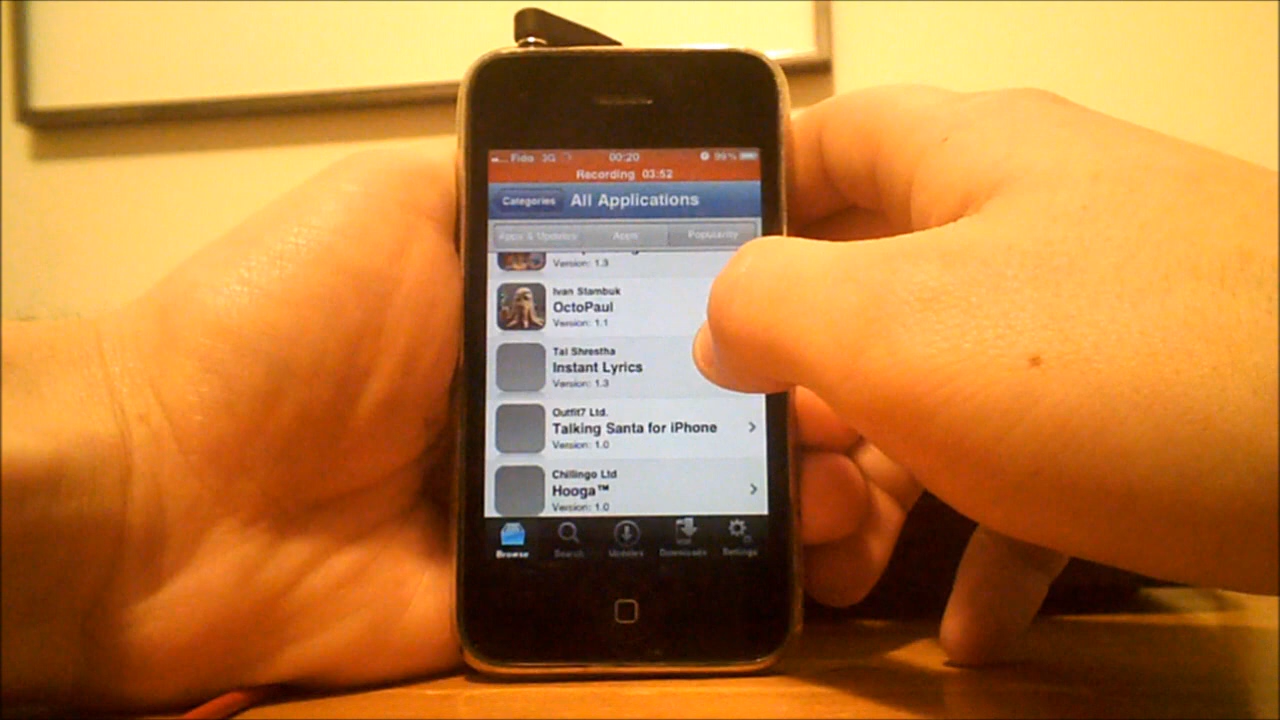 Fido 3G 00:20 99%
Recording 03:52
Categories All Applications
Apps & Updates Apps Popularity
Version: 1.3
Ivan Stambuk
OctoPaul
Version: 1.1
Tal Shrestha
Instant Lyrics
Version: 1.3
Outfit7 Ltd.
Talking Santa for iPhone
Version: 1.0
Chillingo Ltd
Hooga™
Version: 1.0
Browse Search Updates Downloads Settings